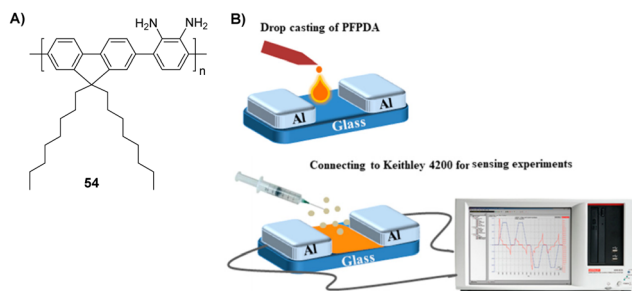 A)
H₂N
NH₂
n
54
B)
Drop casting of PFPDA
Al
Al
Glass
Connecting to Keithley 4200 for sensing experiments
Al
Al
Glass